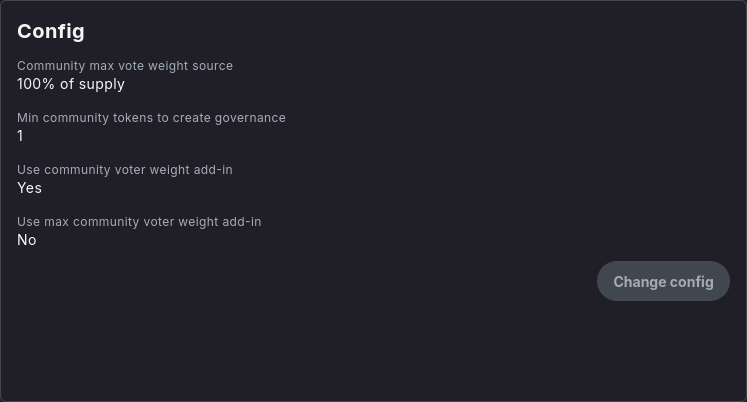 Config
Community max vote weight source
100% of supply
Min community tokens to create governance
1
Use community voter weight add-in
Yes
Use max community voter weight add-in
No
Change config